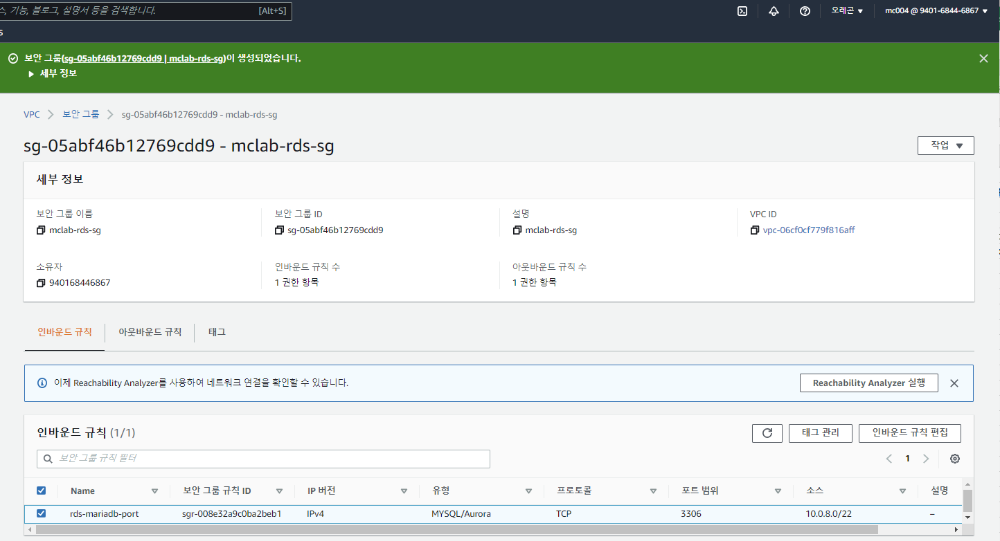 스, 기능, 블로그, 설명서 등을 검색합니다. [Alt+S] 오레곤 ▼ mc004 @ 9401-6844-6867 ▼
s
보안 그룹(sg-05abf46b12769cdd9 | mclab-rds-sg)이 생성되었습니다.
▶ 세부 정보
VPC > 보안 그룹 > sg-05abf46b12769cdd9 - mclab-rds-sg
sg-05abf46b12769cdd9 - mclab-rds-sg 작업 ▼
세부 정보
보안 그룹 이름 보안 그룹 ID 설명 VPC ID
mclab-rds-sg sg-05abf46b12769cdd9 mclab-rds-sg vpc-06cf0cf779f816aff
소유자 인바운드 규칙 수 아웃바운드 규칙 수
940168446867 1 권한 항목 1 권한 항목
인바운드 규칙 아웃바운드 규칙 태그
이제 Reachability Analyzer를 사용하여 네트워크 연결을 확인할 수 있습니다. Reachability Analyzer 실행
인바운드 규칙 (1/1) 태그 관리 인바운드 규칙 편집
보안 그룹 규칙 필터 < 1 >
Name 보안 그룹 규칙 ID IP 버전 유형 프로토콜 포트 범위 소스 설명
rds-mariadb-port sgr-008e32a9c0ba2beb1 IPv4 MYSQL/Aurora TCP 3306 10.0.8.0/22 –